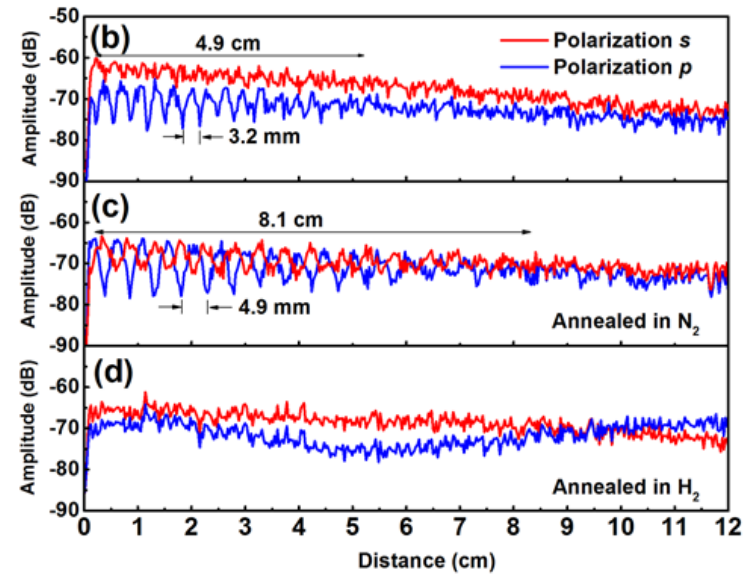 -50
(b)
4.9 cm
Polarization s
Polarization p
-60
-70
-80
-90
3.2 mm
Amplitude (dB)
(c)
8.1 cm
-60
-70
-80
-90
4.9 mm
Annealed in N₂
Amplitude (dB)
(d)
-60
-70
-80
-90
Annealed in H₂
Amplitude (dB)
0 1 2 3 4 5 6 7 8 9 10 11 12
Distance (cm)